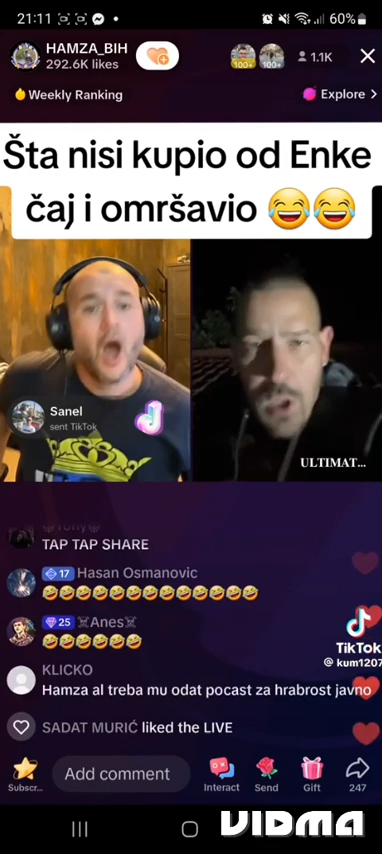 21:11
60%
HAMZA_BIH
292.6K likes
100+
100+
1.1K
Weekly Ranking
Explore >
Šta nisi kupio od Enke
čaj i omršavio 😂😂
Sanel
sent TikTok
ULTIMAT...
TAP TAP SHARE
17 Hasan Osmanovic
🤣🤣🤣🤣🤣🤣🤣🤣🤣🤣🤣🤣🤣
25 ☠Anes☠
🤣🤣🤣🤣🤣🤣
TikTok
@ kum1207
KLICKO
Hamza al treba mu odat pocast za hrabrost javno
SADAT MURIĆ liked the LIVE
Add comment
Subscr...
Interact
Send
Gift
247
VIDMA